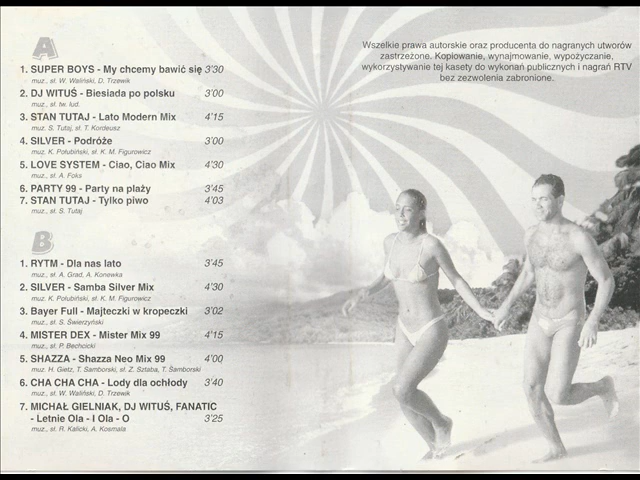 A
1. SUPER BOYS - My chcemy bawić się 3'30
muz., sł. W. Waliński, D. Trzewik
2. DJ WITUŚ - Biesiada po polsku 3'00
muz., sł. tw. lud.
3. STAN TUTAJ - Lato Modern Mix 4'15
muz. S. Tutaj, sł. T. Kordeusz
4. SILVER - Podróże 3'00
muz. K. Połubiński, sł. K. M. Figurowicz
5. LOVE SYSTEM - Ciao, Ciao Mix 4'30
muz., sł. A. Foks
6. PARTY 99 - Party na plaży 3'45
7. STAN TUTAJ - Tylko piwo 4'03
muz., sł. S. Tutaj
B
1. RYTM - Dla nas lato 3'45
muz., sł. A. Grad, A. Konewka
2. SILVER - Samba Silver Mix 4'30
muz. K. Połubiński, sł. K. M. Figurowicz
3. Bayer Full - Majteczki w kropeczki 3'02
muz., sł. S. Świerzyński
4. MISTER DEX - Mister Mix 99 4'15
muz., sł. P. Bechcicki
5. SHAZZA - Shazza Neo Mix 99 4'00
muz. H. Gietz, T. Samborski, sł. Z. Sztaba, T. Samborski
6. CHA CHA CHA - Lody dla ochłody 3'40
muz., sł. W. Waliński, D. Trzewik
7. MICHAŁ GIELNIAK, DJ WITUŚ, FANATIC
- Letnie Ola - I Ola - O 3'25
muz., sł. R. Kalicki, A. Kosmala
Wszelkie prawa autorskie oraz producenta do nagranych utworów
zastrzeżone. Kopiowanie, wynajmowanie, wypożyczanie,
wykorzystywanie tej kasety do wykonań publicznych i nagrań RTV
bez zezwolenia zabronione.